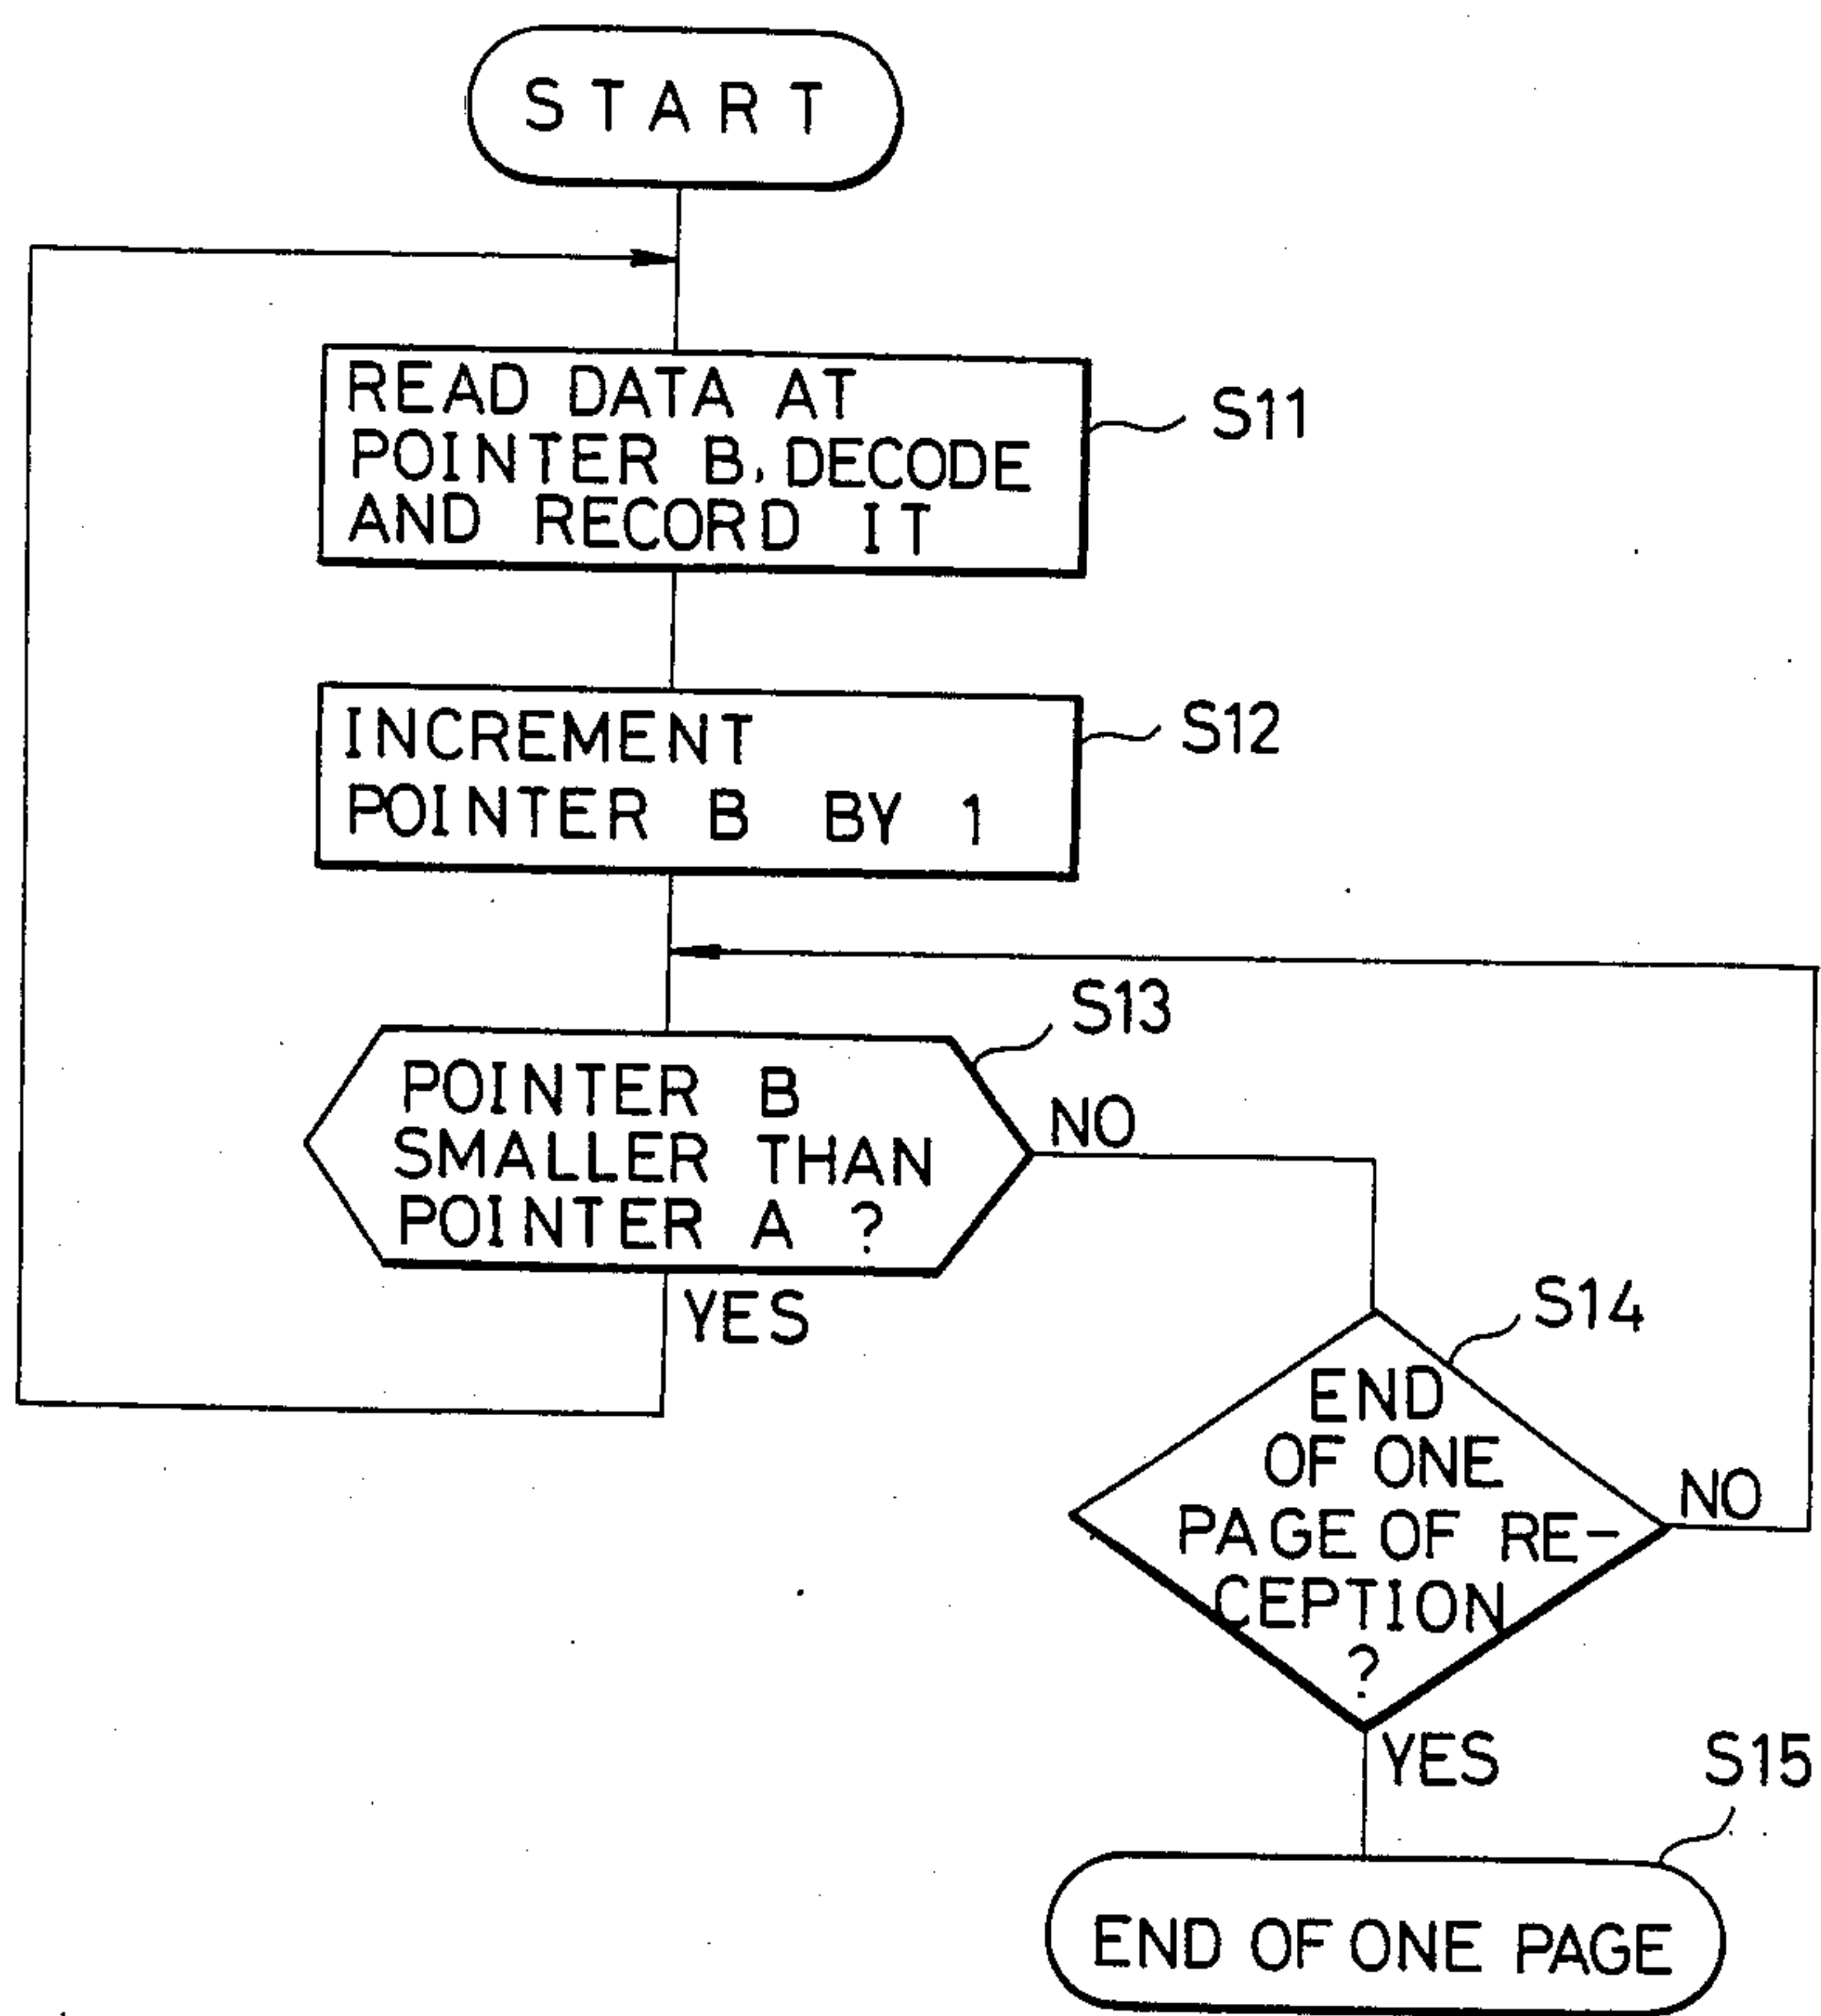 START
READ DATA AT
POINTER B, DECODE
AND RECORD IT
S11
INCREMENT
POINTER B BY 1
S12
S13
POINTER B
SMALLER THAN
POINTER A ?
NO
YES
S14
END
OF ONE
PAGE OF RE-
CEPTION
?
NO
YES
S15
END OF ONE PAGE